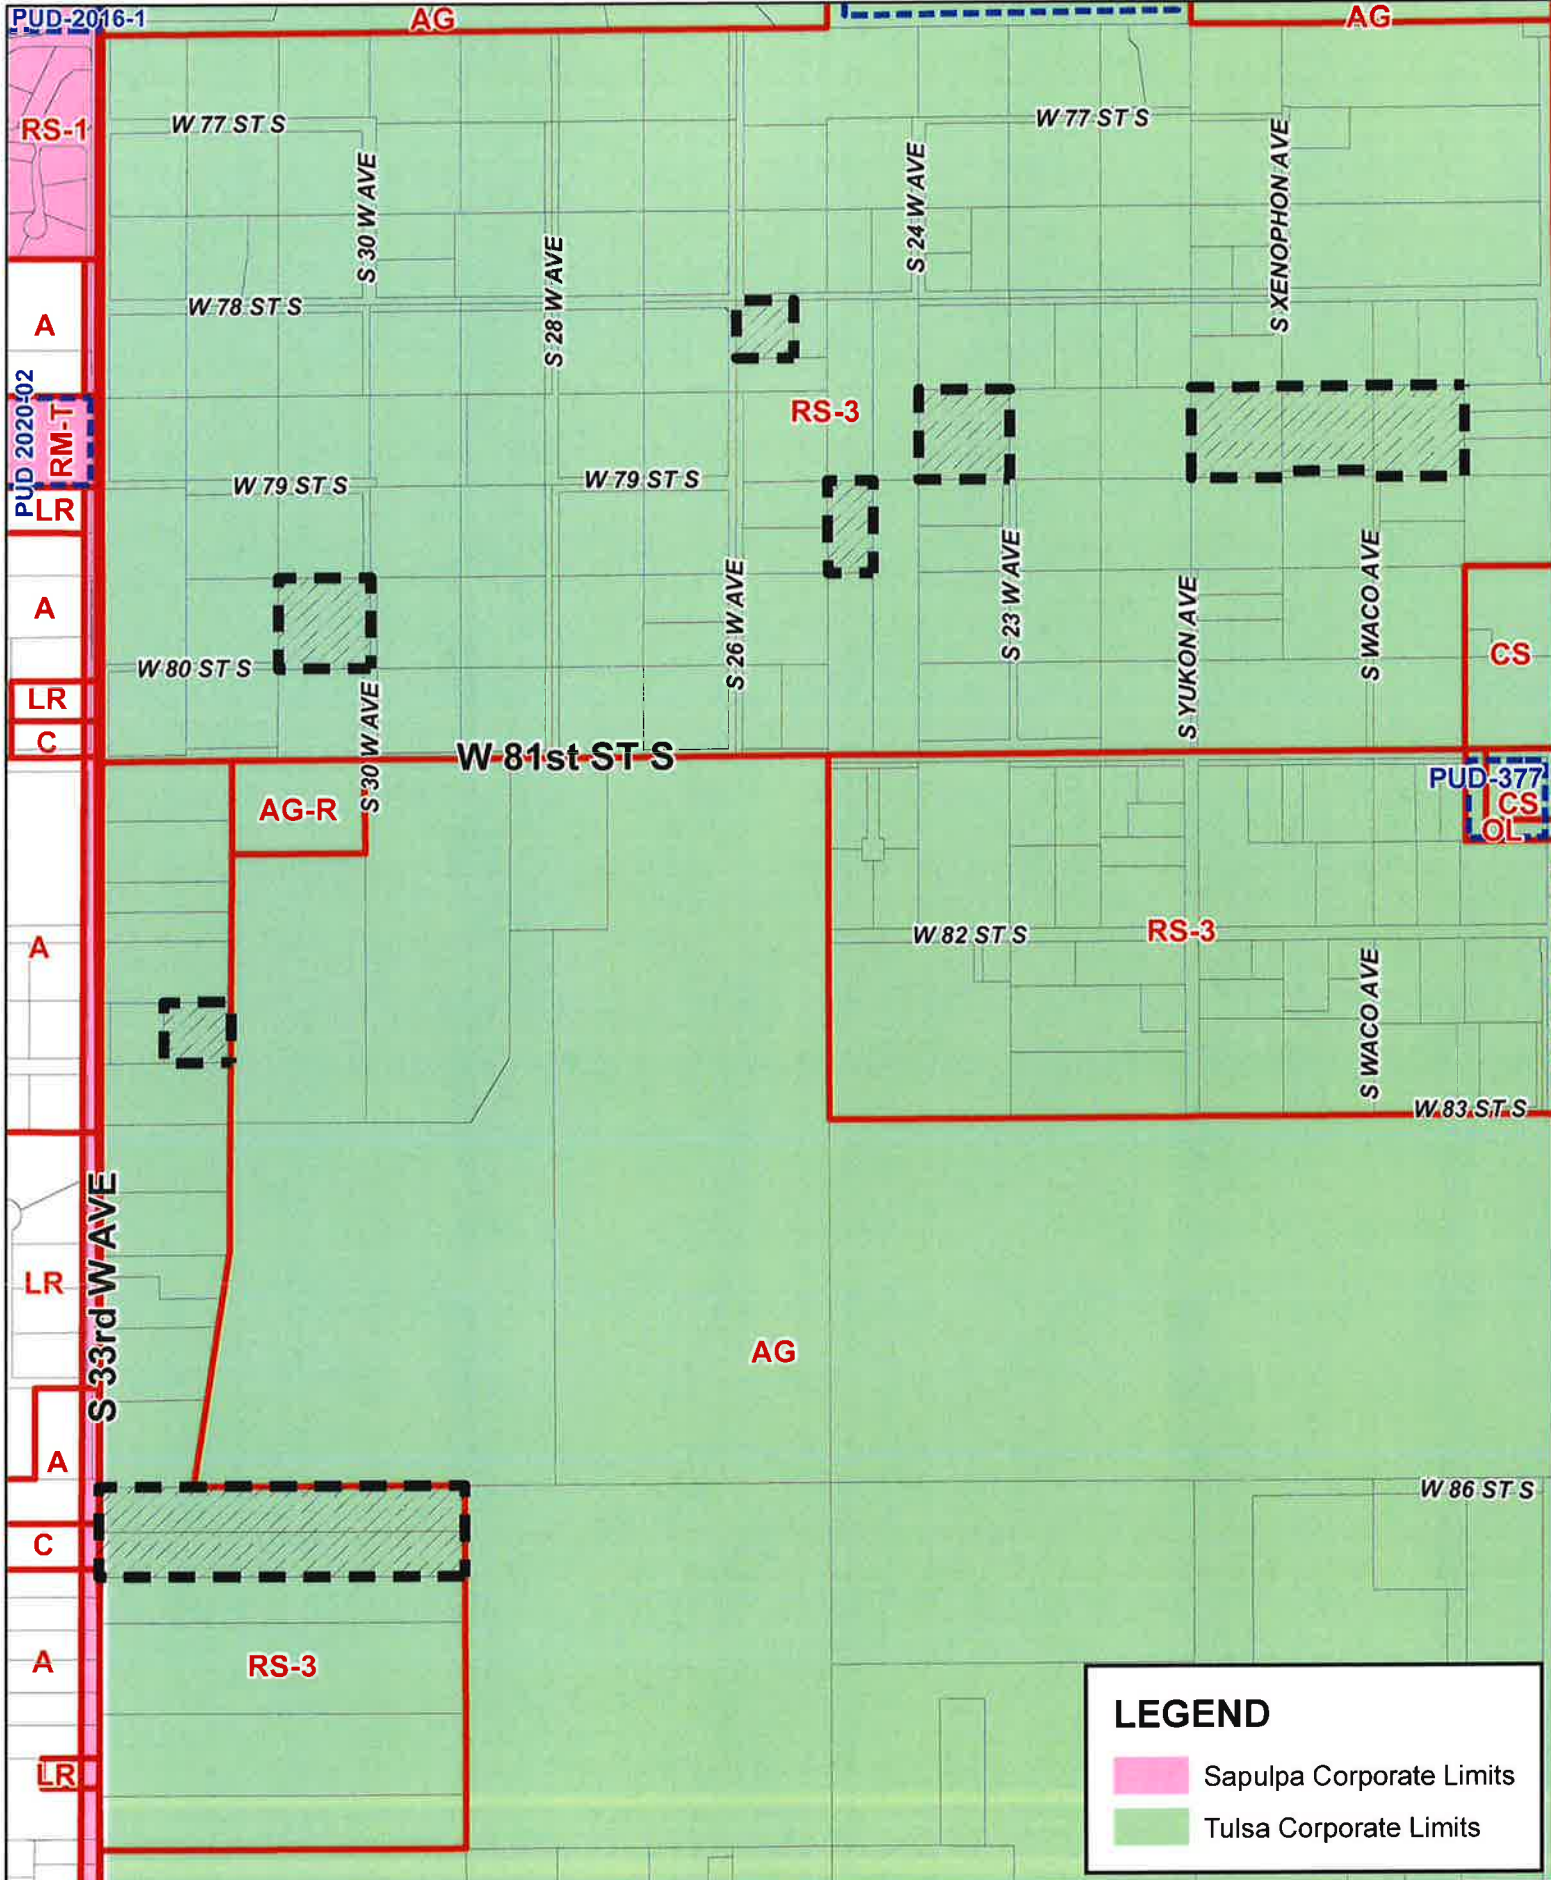 PUD-2016-1
AG
AG
RS-1
W 77 ST S
W 77 ST S
S 30 W AVE
S 24 W AVE
S XENOPHON AVE
S 28 W AVE
W 78 ST S
A
PUD 2020-02
RM-T
RS-3
W 79 ST S
W 79 ST S
LR
A
S 26 W AVE
S 23 W AVE
S YUKON AVE
S WACO AVE
CS
W 80 ST S
LR
C
S 30 W AVE
W 81st ST S
AG-R
PUD-377
CS
OL
A
W 82 ST S
RS-3
S WACO AVE
W 83 ST S
S 33rd W AVE
LR
AG
A
W 86 ST S
C
A
RS-3
LR
LEGEND
Sapulpa Corporate Limits
Tulsa Corporate Limits